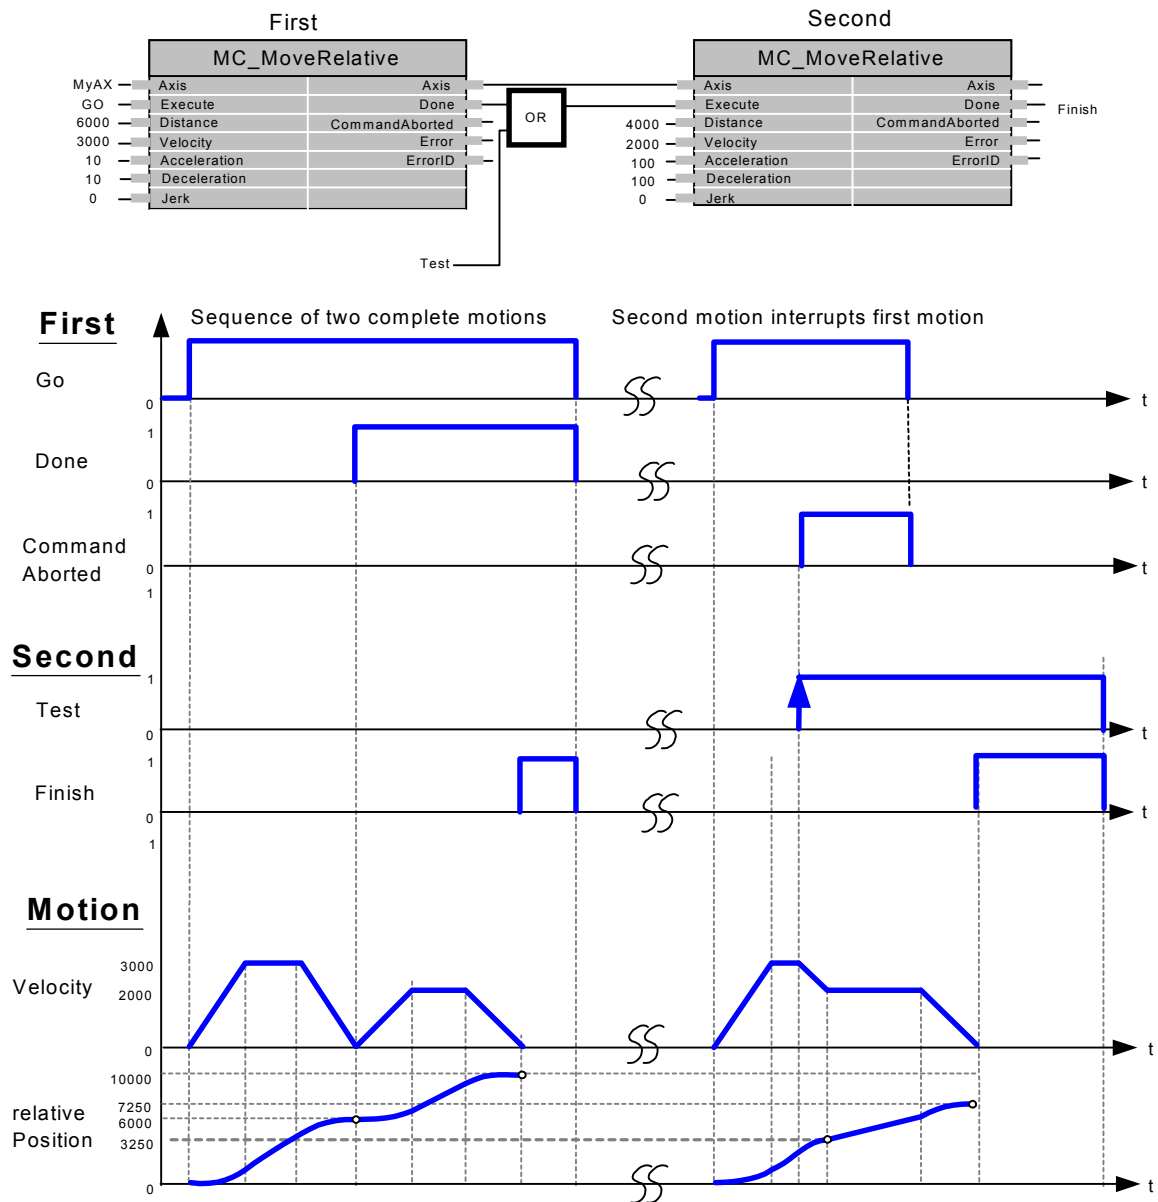 First
Second
MC_MoveRelative
MC_MoveRelative
MyAX Axis Axis
Axis Axis
GO Execute Done
OR
Execute Done Finish
6000 Distance CommandAborted
4000 Distance CommandAborted
3000 Velocity Error
2000 Velocity Error
10 Acceleration ErrorID
100 Acceleration ErrorID
10 Deceleration
100 Deceleration
0 Jerk
0 Jerk
Test
First
Sequence of two complete motions
Second motion interrupts first motion
Go
0
t
1
Done
0
t
1
Command
Aborted
0
t
1
Second
1
Test
0
t
1
Finish
0
t
1
Motion
3000
Velocity
2000
0
t
10000
7250
relative
6000
Position
3250
0
t